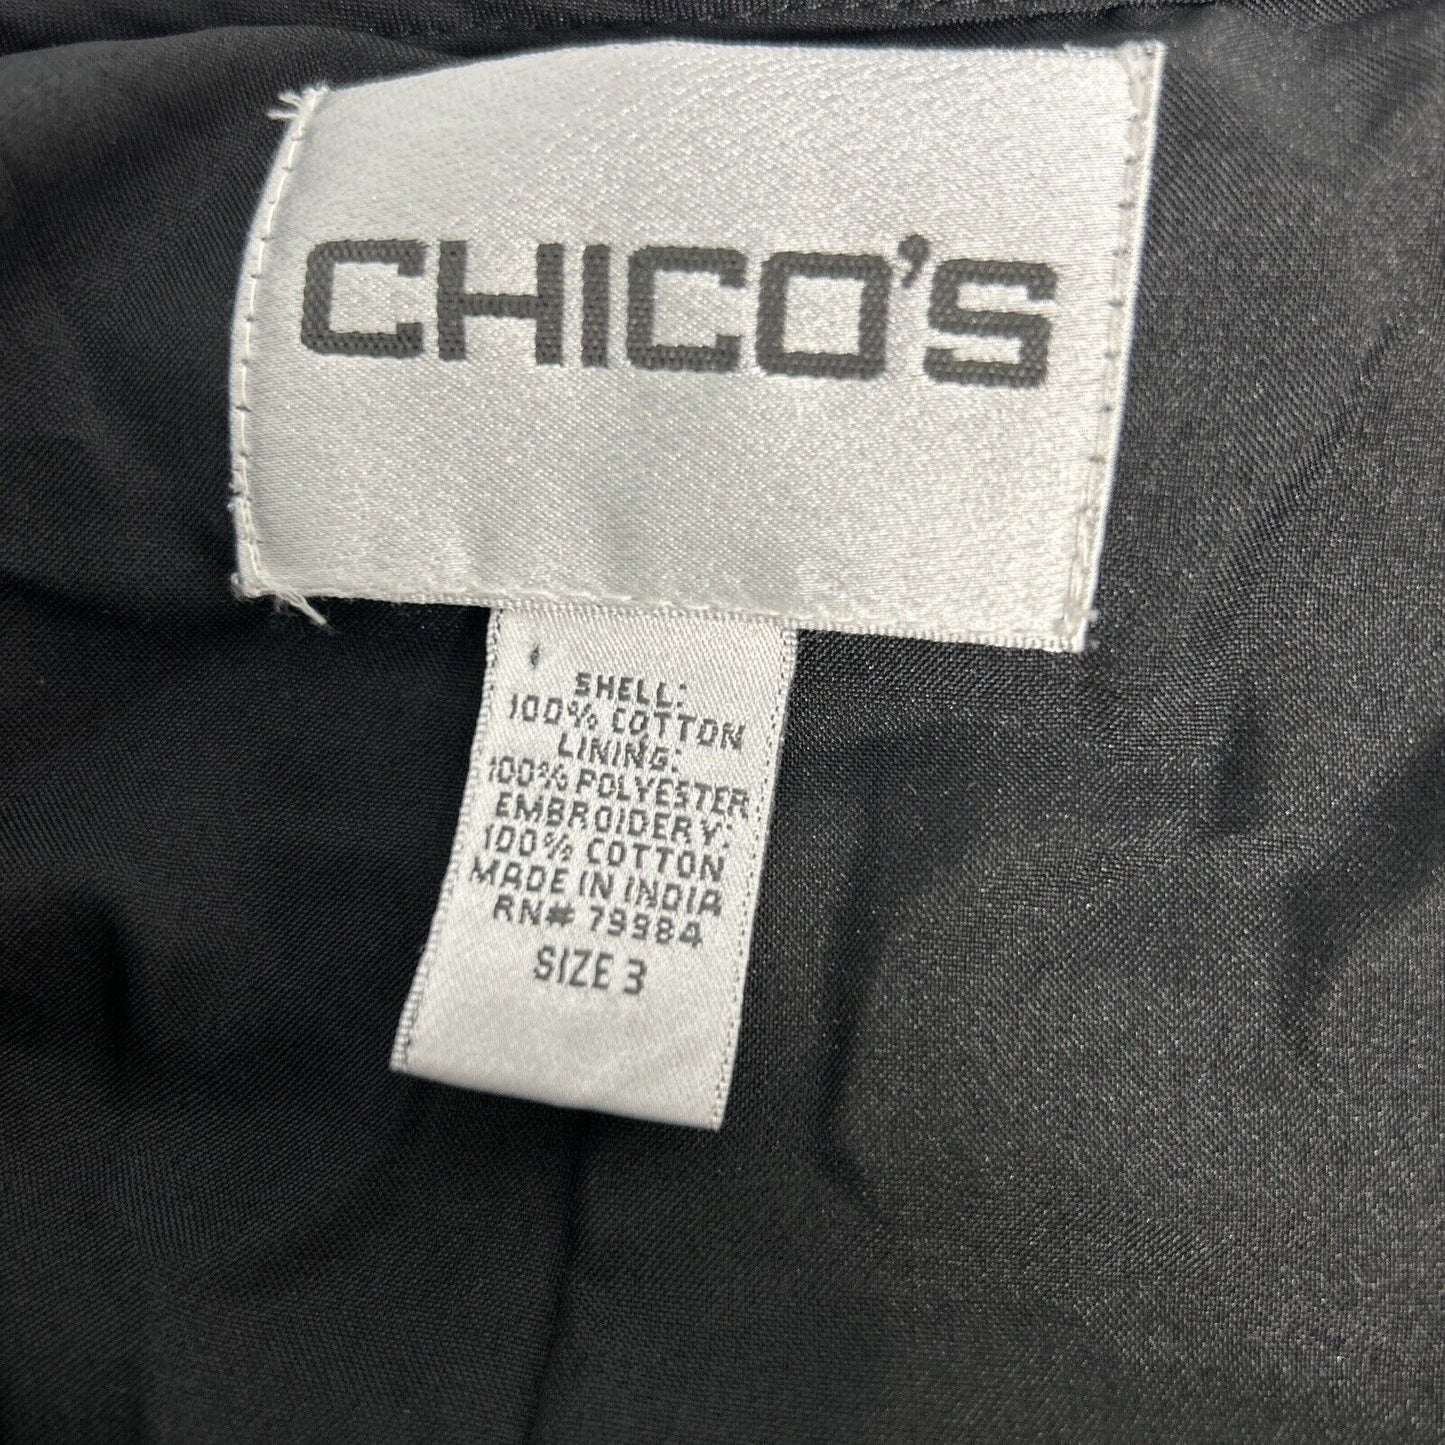 CHICO'S
SHELL:
100% COTTON
LINING:
100% POLYESTER
EMBROIDERY:
100% COTTON
MADE IN INDIA
RN# 79984
SIZE 3